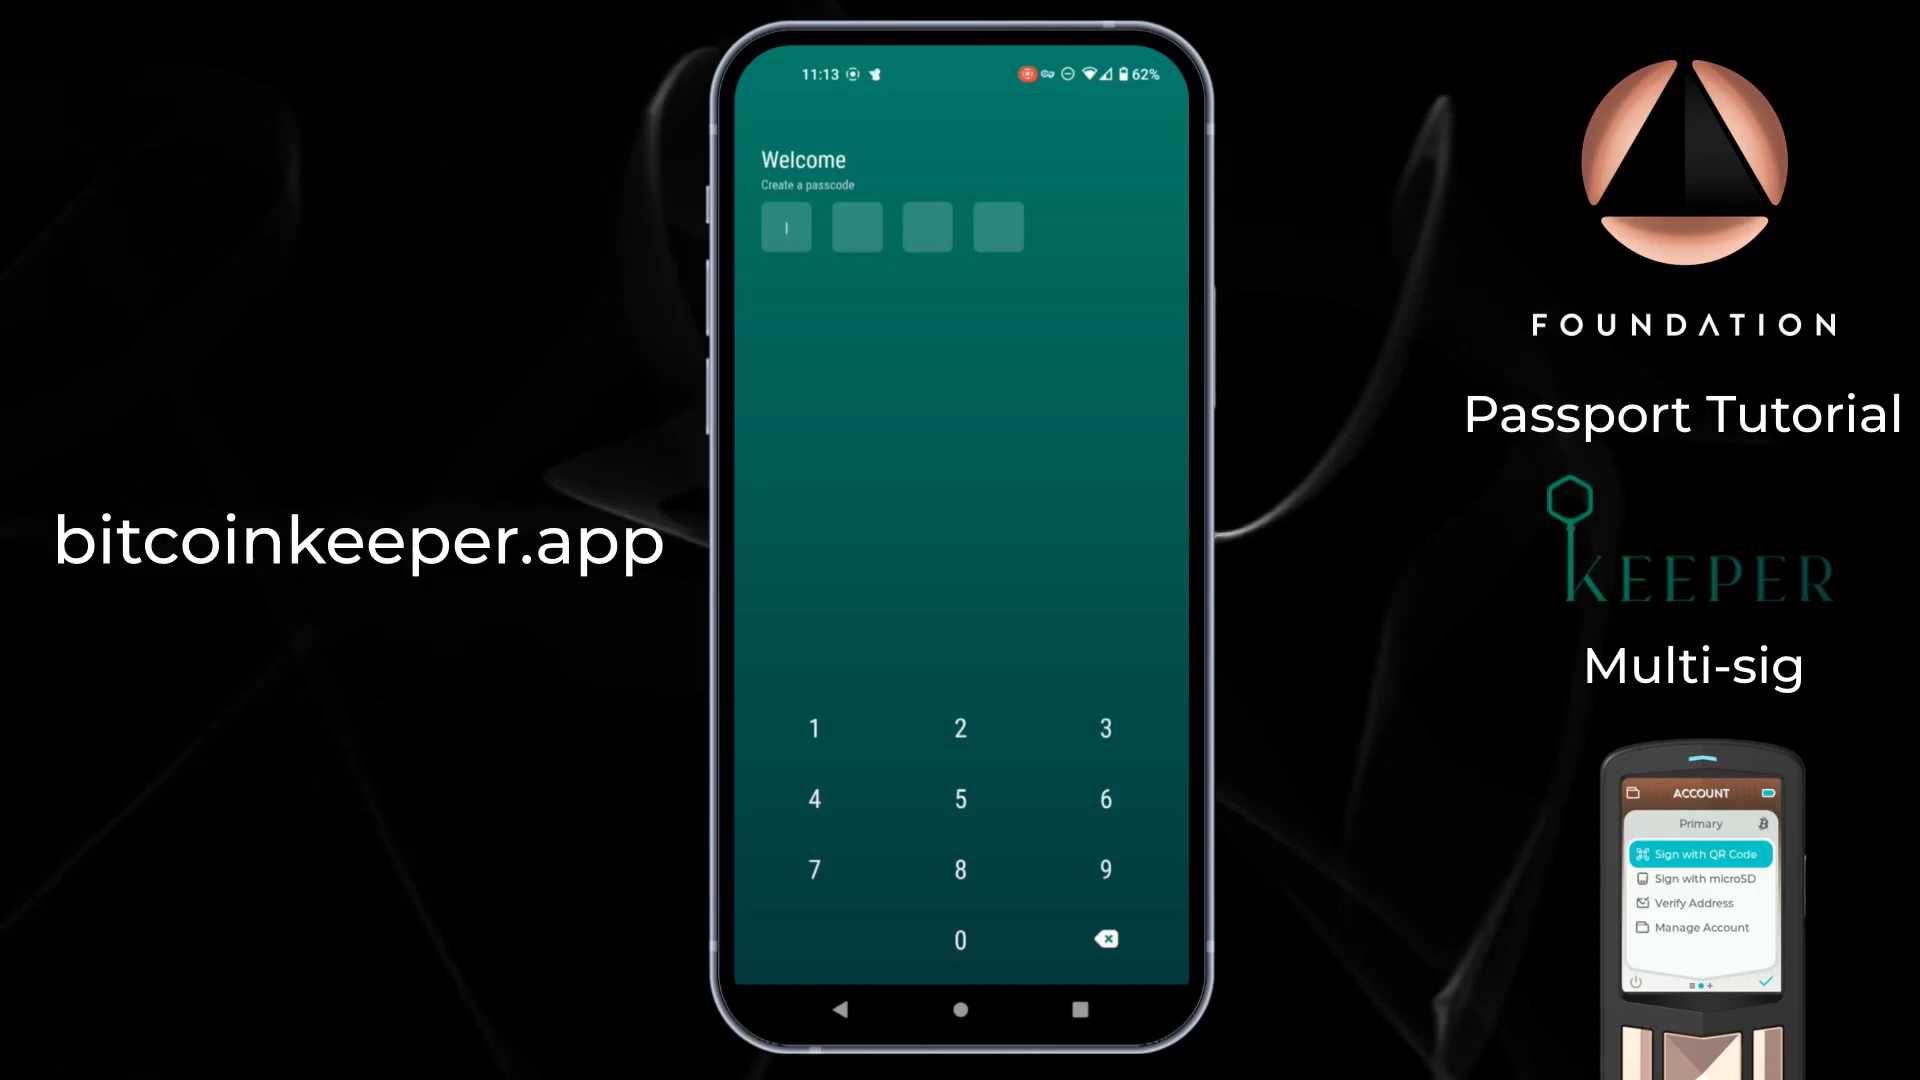 bitcoinkeeper.app
11:13
62%
Welcome
Create a passcode
1 2 3
4 5 6
7 8 9
0
FOUNDATION
Passport Tutorial
KEEPER
Multi-sig
ACCOUNT
Primary
Sign with QR Code
Sign with microSD
Verify Address
Manage Account